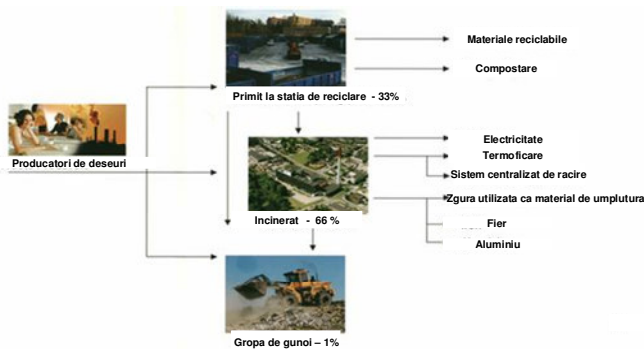 Materiale reciclabile
Compostare
Primit la statia de reciclare - 33%
Producatori de deseuri
Electricitate
Termoficare
Sistem centralizat de racire
Zgura utilizata ca material de umplutura
Incinerat - 66 %
Fier
Aluminiu
Gropa de gunoi – 1%